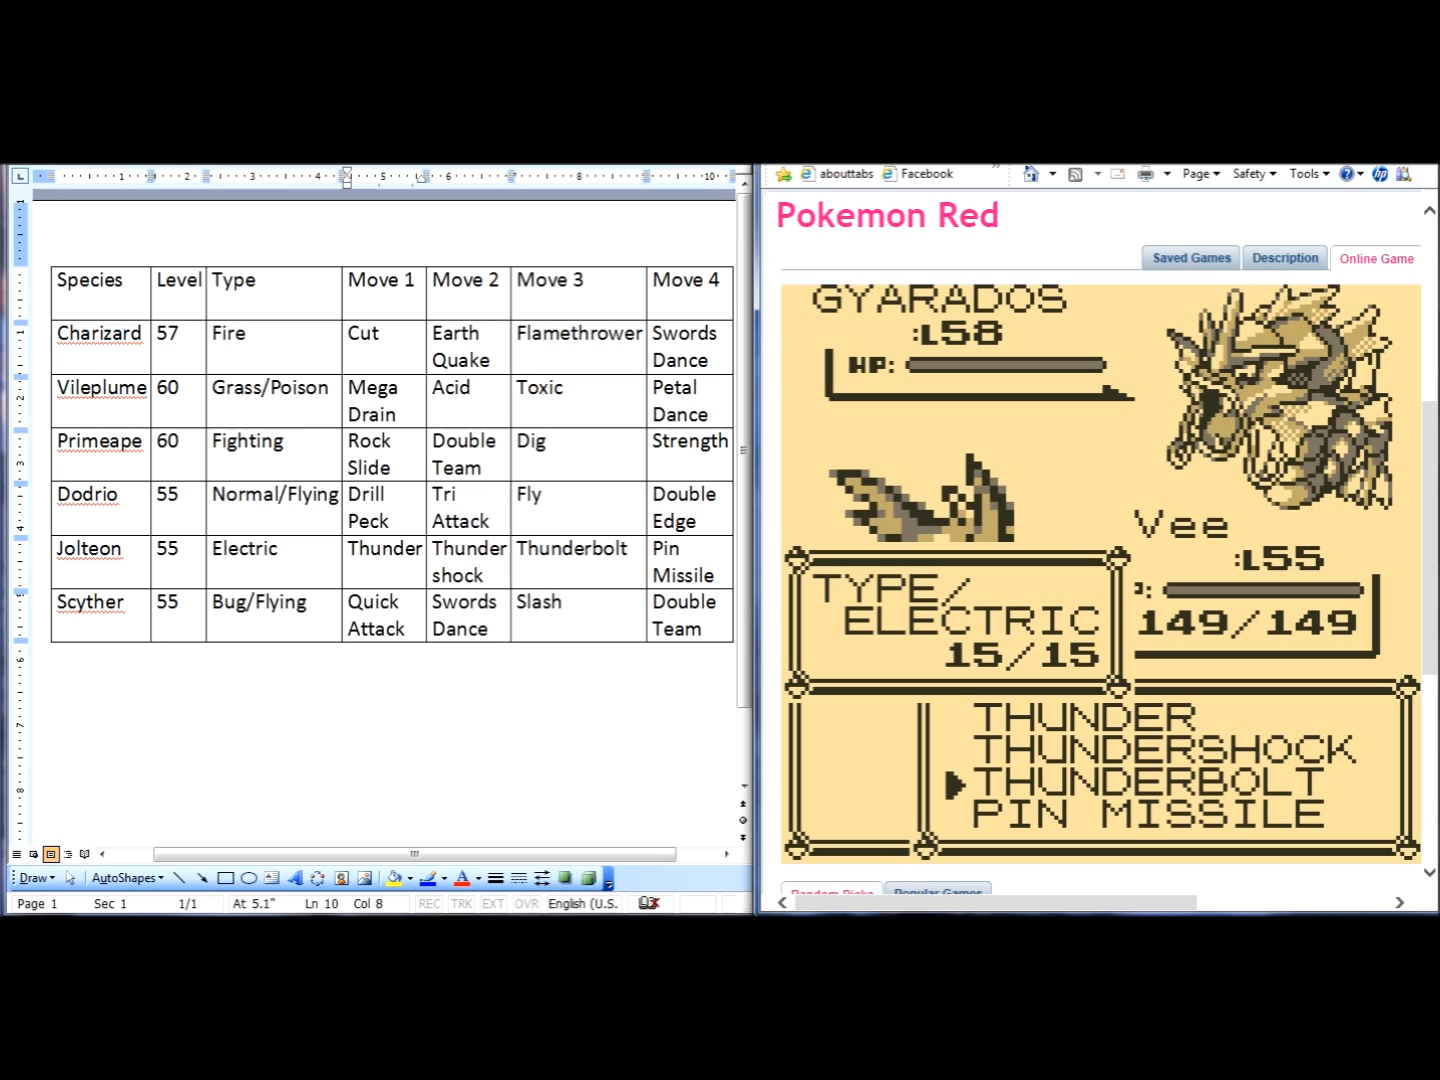 abouttabs Facebook Page Safety Tools
Pokemon Red
Saved Games Description Online Game
Species Level Type Move 1 Move 2 Move 3 Move 4
Charizard 57 Fire Cut Earth Quake Flamethrower Swords Dance
Vileplume 60 Grass/Poison Mega Drain Acid Toxic Petal Dance
Primeape 60 Fighting Rock Slide Double Team Dig Strength
Dodrio 55 Normal/Flying Drill Peck Tri Attack Fly Double Edge
Jolteon 55 Electric Thunder Thunder shock Thunderbolt Pin Missile
Scyther 55 Bug/Flying Quick Attack Swords Dance Slash Double Team
GYARADOS
:L58
HP:
Vee
:L55
149/149
TYPE/
ELECTRIC
15/15
THUNDER
THUNDERSHOCK
THUNDERBOLT
PIN MISSILE
Random Picks Popular Games
Draw AutoShapes
Page 1 Sec 1 1/1 At 5.1" Ln 10 Col 8 REC TRK EXT OVR English (U.S.